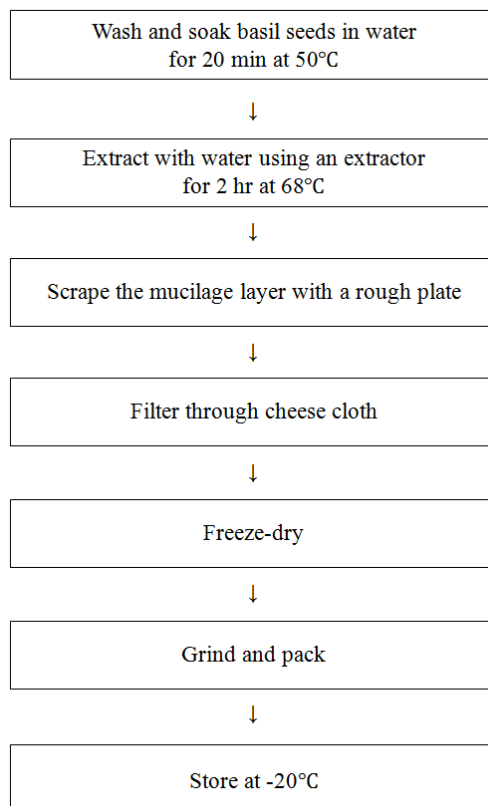 Wash and soak basil seeds in water
for 20 min at 50℃
↓
Extract with water using an extractor
for 2 hr at 68℃
↓
Scrape the mucilage layer with a rough plate
↓
Filter through cheese cloth
↓
Freeze-dry
↓
Grind and pack
↓
Store at -20℃